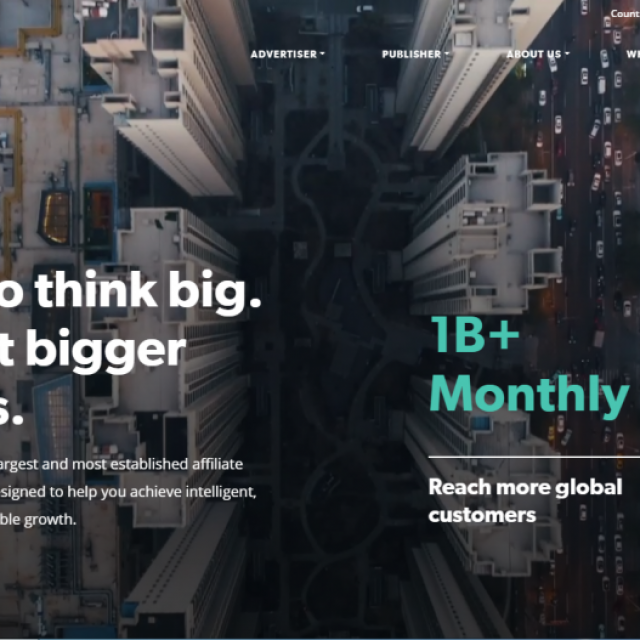 Count
ADVERTISER
PUBLISHER
ABOUT US
o think big.
t bigger
s.
argest and most established affiliate
signed to help you achieve intelligent,
ble growth.
1B+
Monthly
Reach more global
customers